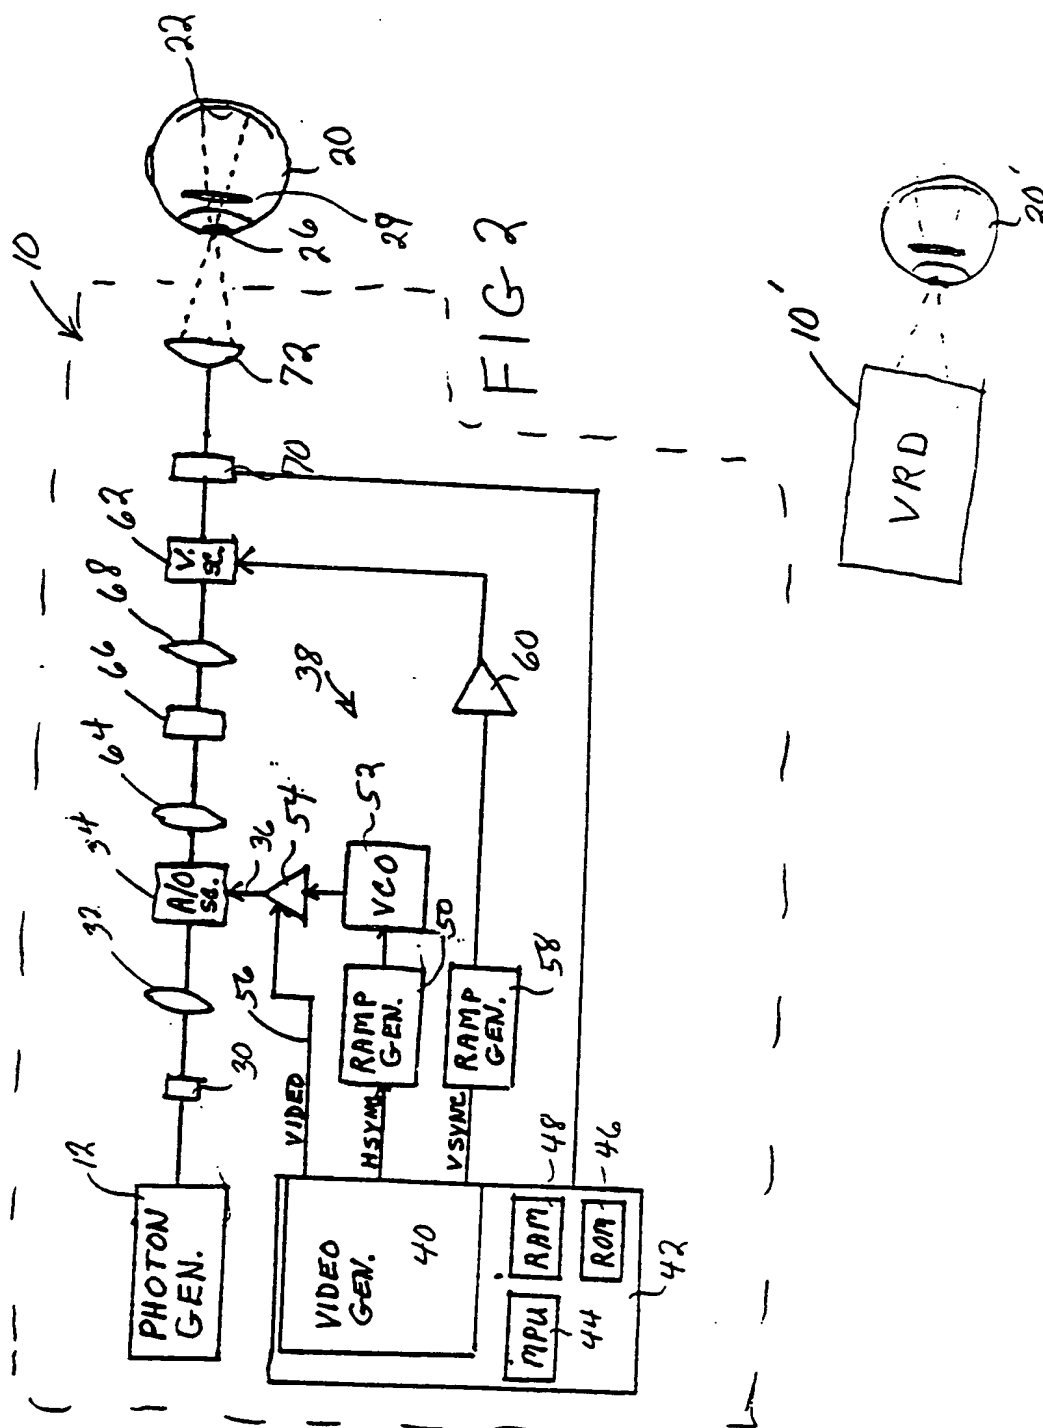 10
12
PHOTON
GEN.
30
32
34
A/O
sc.
64
66
68
62
V.
sc.
70
72
26
29
20
22
VIDEO
56
36
54
38
HSYNC
RAMP
GEN.
50
VCO
52
VSYNC
RAMP
GEN.
58
60
VIDEO
GEN.
40
MPU
44
RAM
48
ROM
46
42
FIG 2
10'
VRD
20'